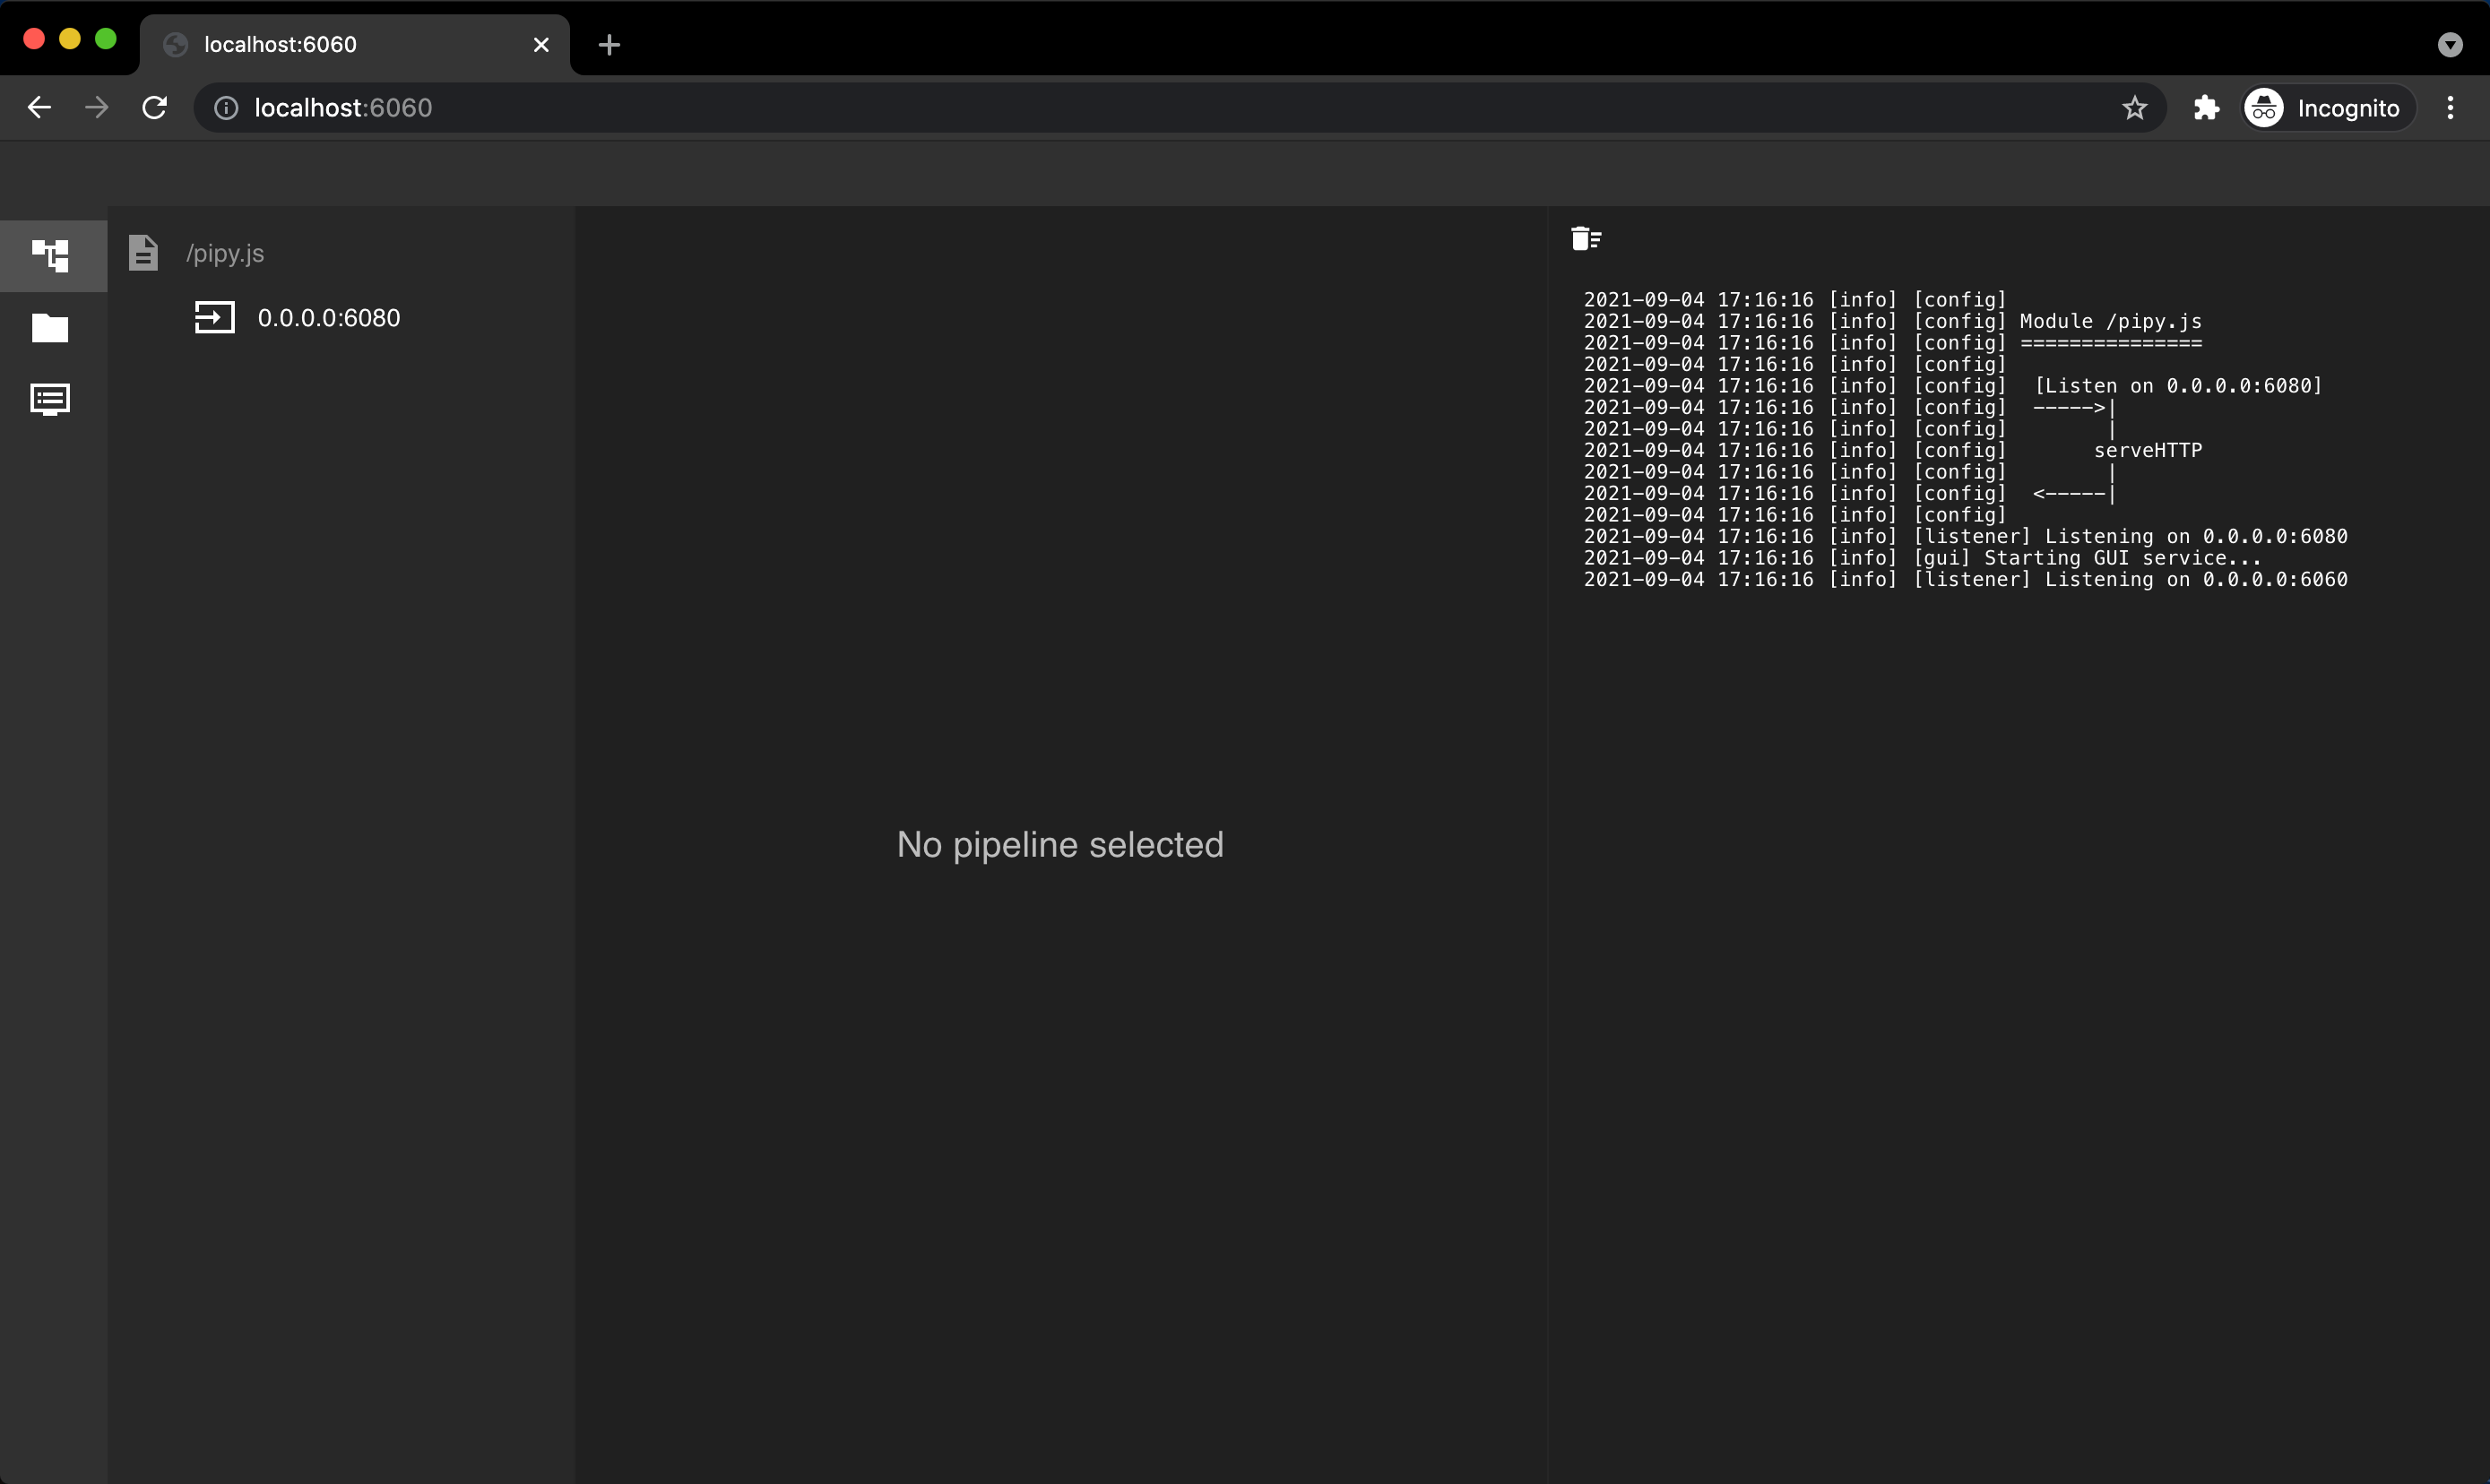 localhost:6060
localhost:6060
Incognito
/pipy.js
0.0.0.0:6080
No pipeline selected
2021-09-04 17:16:16 [info] [config]
2021-09-04 17:16:16 [info] [config] Module /pipy.js
2021-09-04 17:16:16 [info] [config] ===============
2021-09-04 17:16:16 [info] [config]
2021-09-04 17:16:16 [info] [config]  [Listen on 0.0.0.0:6080]
2021-09-04 17:16:16 [info] [config]  ----->|
2021-09-04 17:16:16 [info] [config]        |
2021-09-04 17:16:16 [info] [config]       serveHTTP
2021-09-04 17:16:16 [info] [config]        |
2021-09-04 17:16:16 [info] [config]  <-----|
2021-09-04 17:16:16 [info] [config]
2021-09-04 17:16:16 [info] [listener] Listening on 0.0.0.0:6080
2021-09-04 17:16:16 [info] [gui] Starting GUI service...
2021-09-04 17:16:16 [info] [listener] Listening on 0.0.0.0:6060